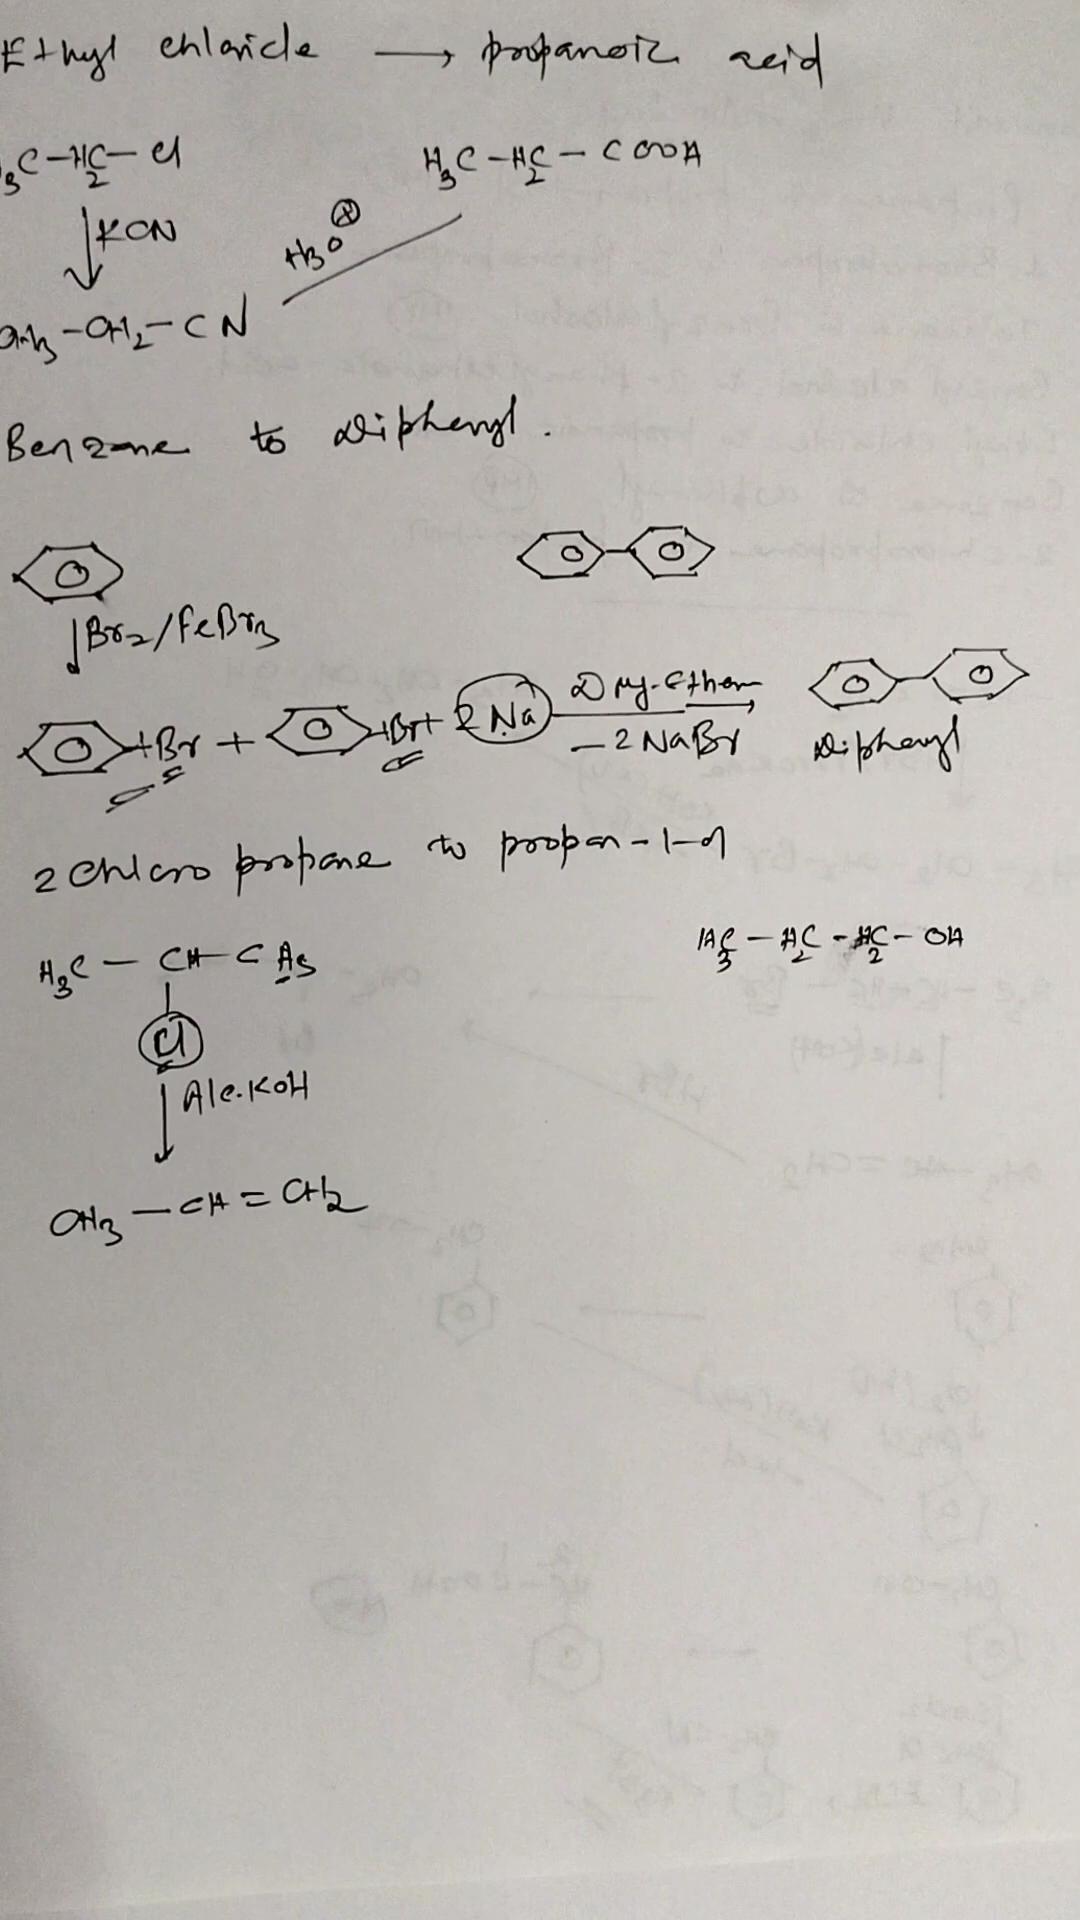 Ethyl chloride → propanoic acid
₃C-H₂C-Cl
H₃C-H₂C-COOH
KCN
H₃O⊕
CH₃-CH₂-CN
Benzene to Diphenyl.
Br₂/FeBr₃
Br + Br + 2Na Dry-Ether
-2NaBr
Diphenyl
2 Chloro propane to propan-1-ol
H₃C-CH-CH₃
H₃C-H₂C-H₂C-OH
Cl
Alc.KOH
CH₃-CH=CH₂